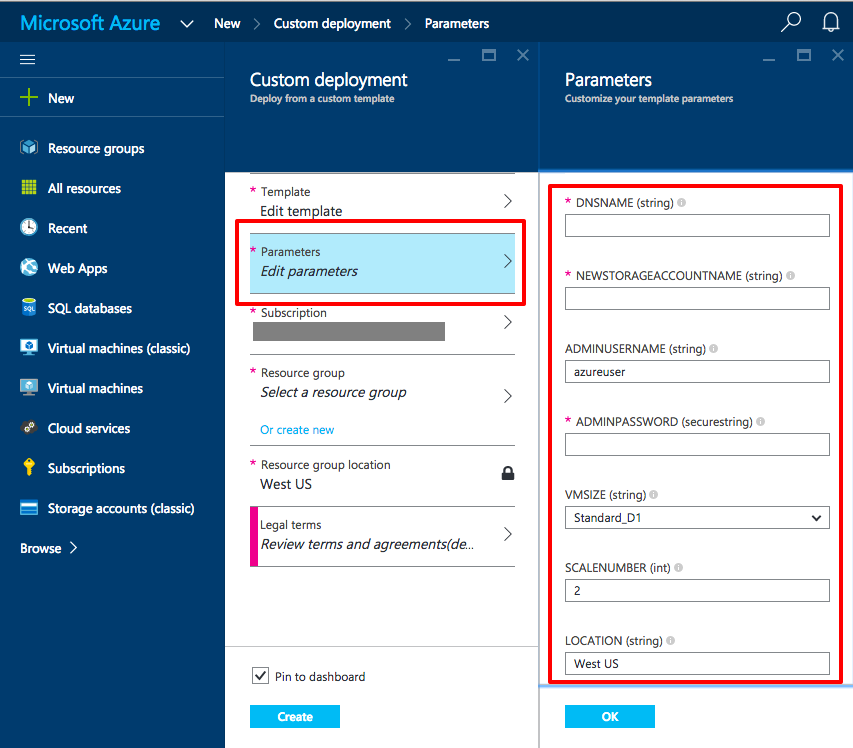 Microsoft Azure New Custom deployment Parameters
New
Resource groups
All resources
Recent
Web Apps
SQL
SQL databases
Virtual machines (classic)
Virtual machines
Cloud services
Subscriptions
Storage accounts (classic)
Browse
Custom deployment
Deploy from a custom template
* Template
Edit template
* Parameters
Edit parameters
* Subscription
* Resource group
Select a resource group
Or create new
* Resource group location
West US
Legal terms
Review terms and agreements(de...
Pin to dashboard
Create
Parameters
Customize your template parameters
* DNSNAME (string)
* NEWSTORAGEACCOUNTNAME (string)
ADMINUSERNAME (string)
azureuser
* ADMINPASSWORD (securestring)
VMSIZE (string)
Standard_D1
SCALENUMBER (int)
2
LOCATION (string)
West US
OK